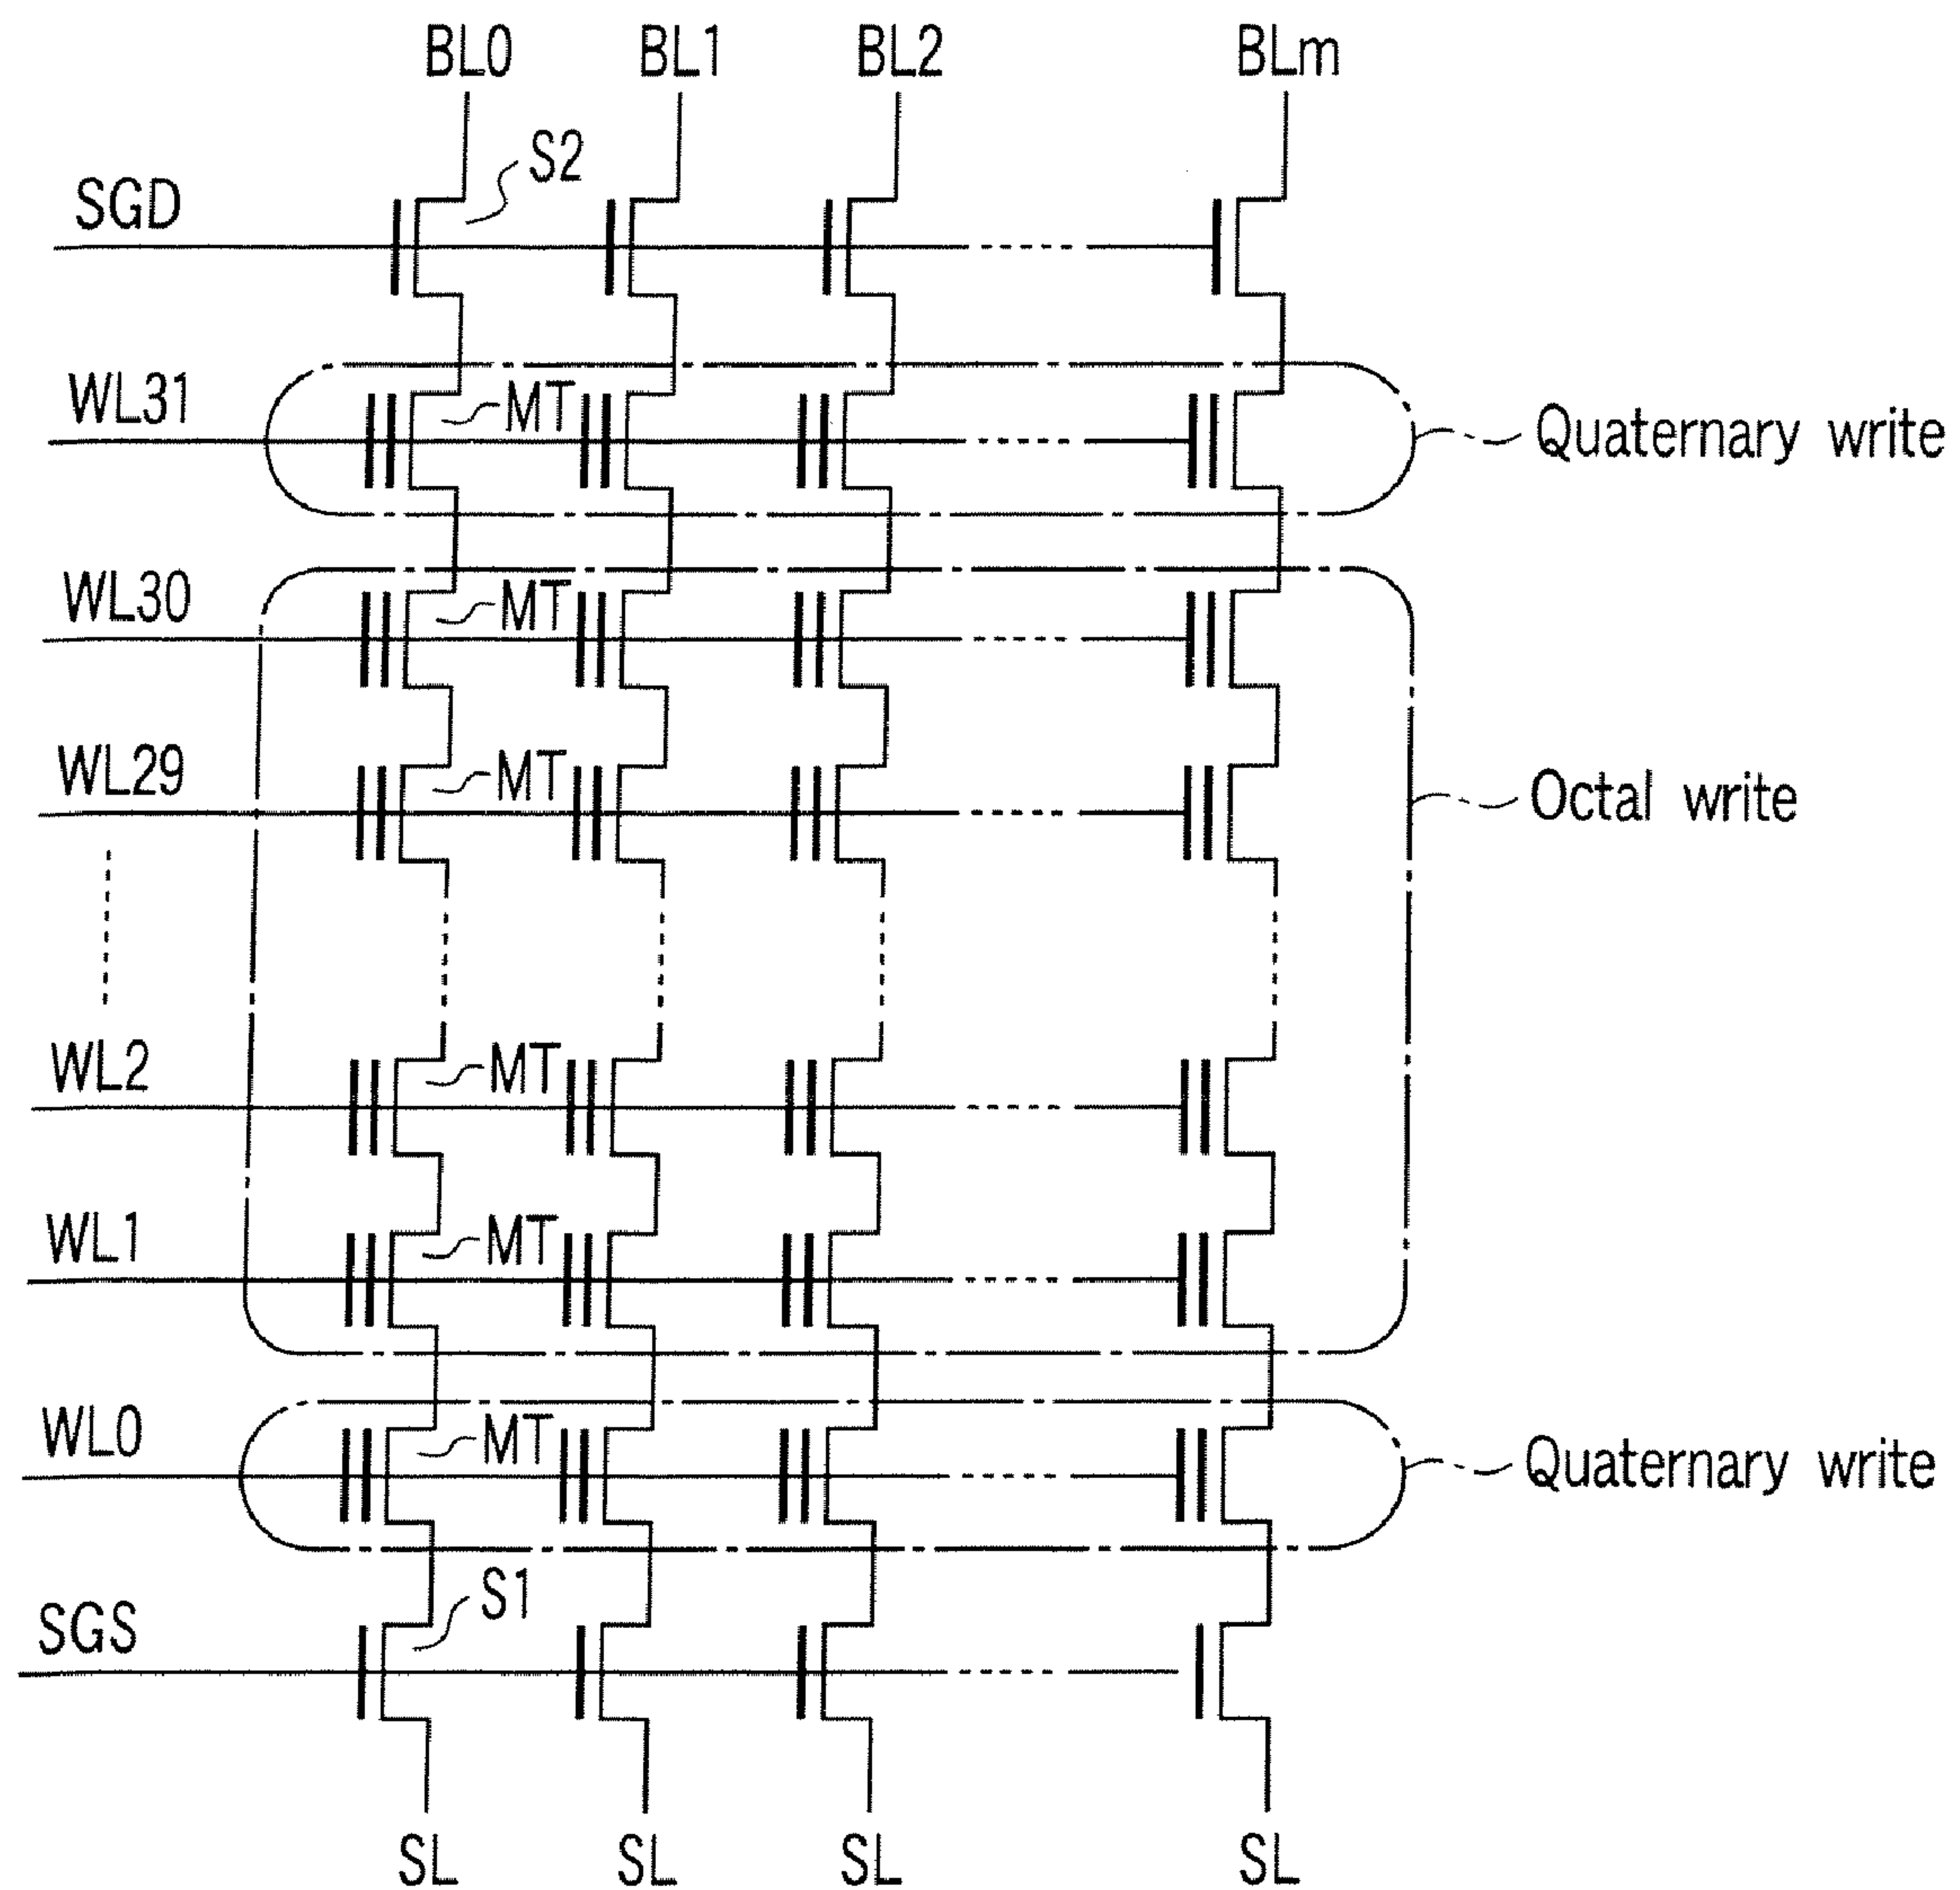 BL0 BL1 BL2 BLm
S2
SGD
WL31 MT Quaternary write
WL30 MT
WL29 MT Octal write
WL2 MT
WL1 MT
WL0 MT Quaternary write
S1
SGS
SL SL SL SL